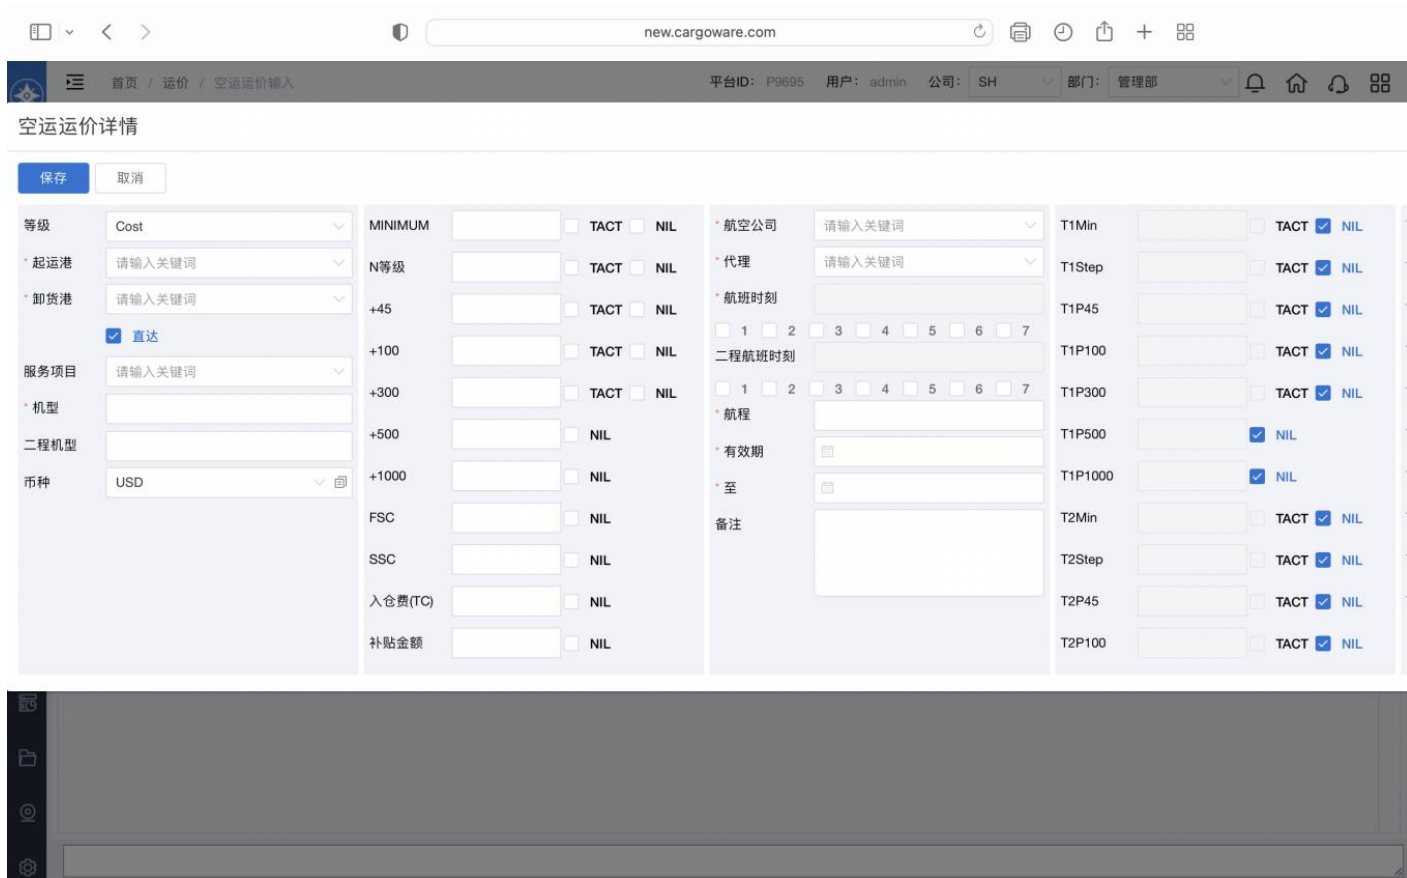 new.cargoware.com
首页 / 运价 / 空运运价输入
平台ID: P9695 用户: admin 公司: SH 部门: 管理部
空运运价详情
保存 取消
等级 Cost
* 起运港 请输入关键词
* 卸货港 请输入关键词
直达
服务项目 请输入关键词
* 机型
二程机型
币种 USD
MINIMUM TACT NIL
N等级 TACT NIL
+45 TACT NIL
+100 TACT NIL
+300 TACT NIL
+500 NIL
+1000 NIL
FSC NIL
SSC NIL
入仓费(TC) NIL
补贴金额 NIL
* 航空公司 请输入关键词
* 代理 请输入关键词
* 航班时刻
1 2 3 4 5 6 7
二程航班时刻
1 2 3 4 5 6 7
* 航程
* 有效期
* 至
备注
T1Min TACT NIL
T1Step TACT NIL
T1P45 TACT NIL
T1P100 TACT NIL
T1P300 TACT NIL
T1P500 NIL
T1P1000 NIL
T2Min TACT NIL
T2Step TACT NIL
T2P45 TACT NIL
T2P100 TACT NIL